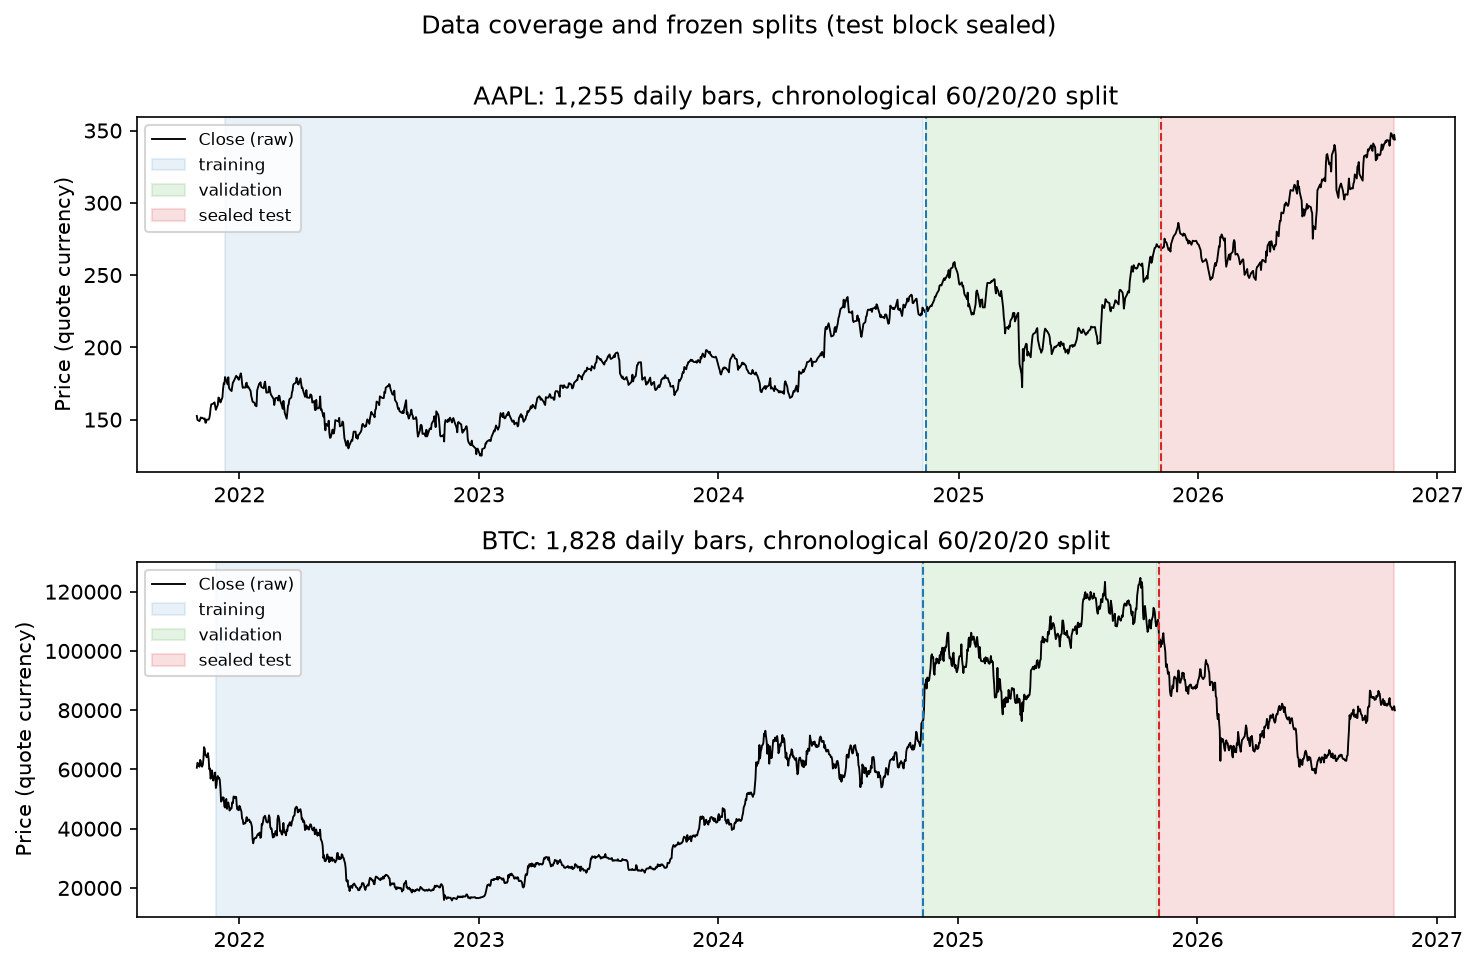 Data coverage and frozen splits (test block sealed)
AAPL: 1,255 daily bars, chronological 60/20/20 split
Price (quote currency)
350
300
250
200
150
Close (raw)
training
validation
sealed test
2022 2023 2024 2025 2026 2027
BTC: 1,828 daily bars, chronological 60/20/20 split
Price (quote currency)
120000
100000
80000
60000
40000
20000
Close (raw)
training
validation
sealed test
2022 2023 2024 2025 2026 2027